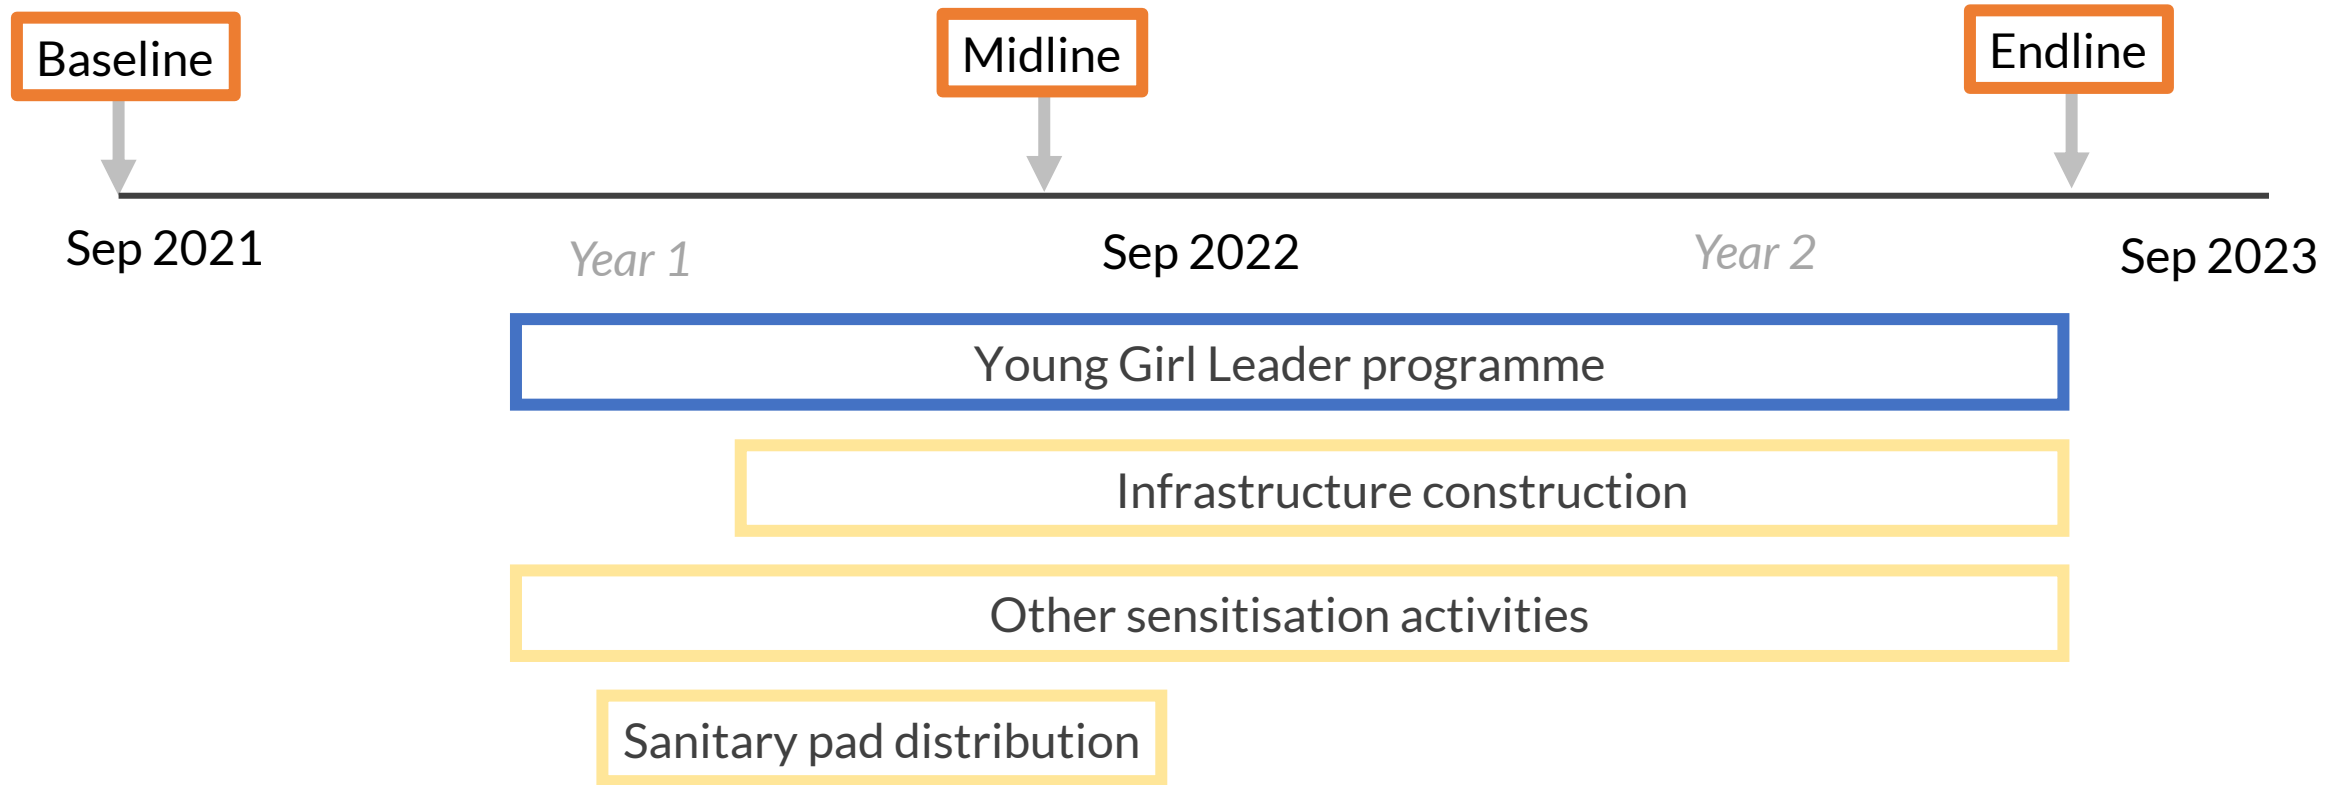 Baseline
Midline
Endline
Sep 2021
Year 1
Sep 2022
Year 2
Sep 2023
Young Girl Leader programme
Infrastructure construction
Other sensitisation activities
Sanitary pad distribution